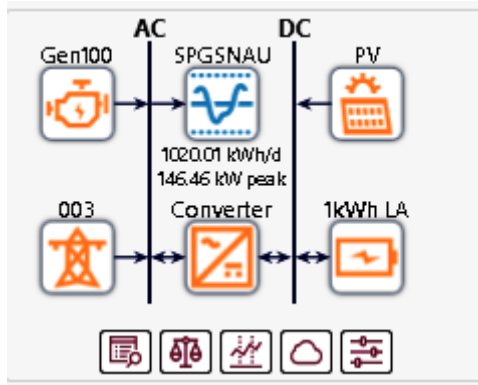 AC DC
Gen100 SPGSNAU PV
1020.01 kWh/d
146.46 kW peak
003 Converter 1kWh LA